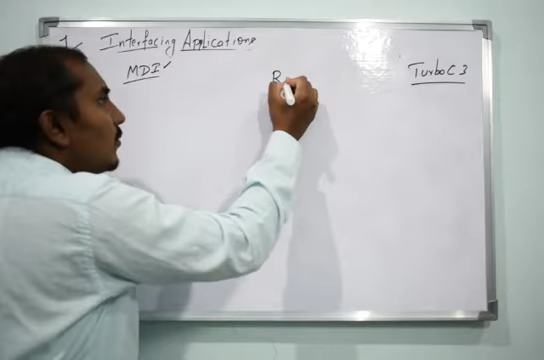 1. Interfacing Applications
MDI ✓
R
TurboC3